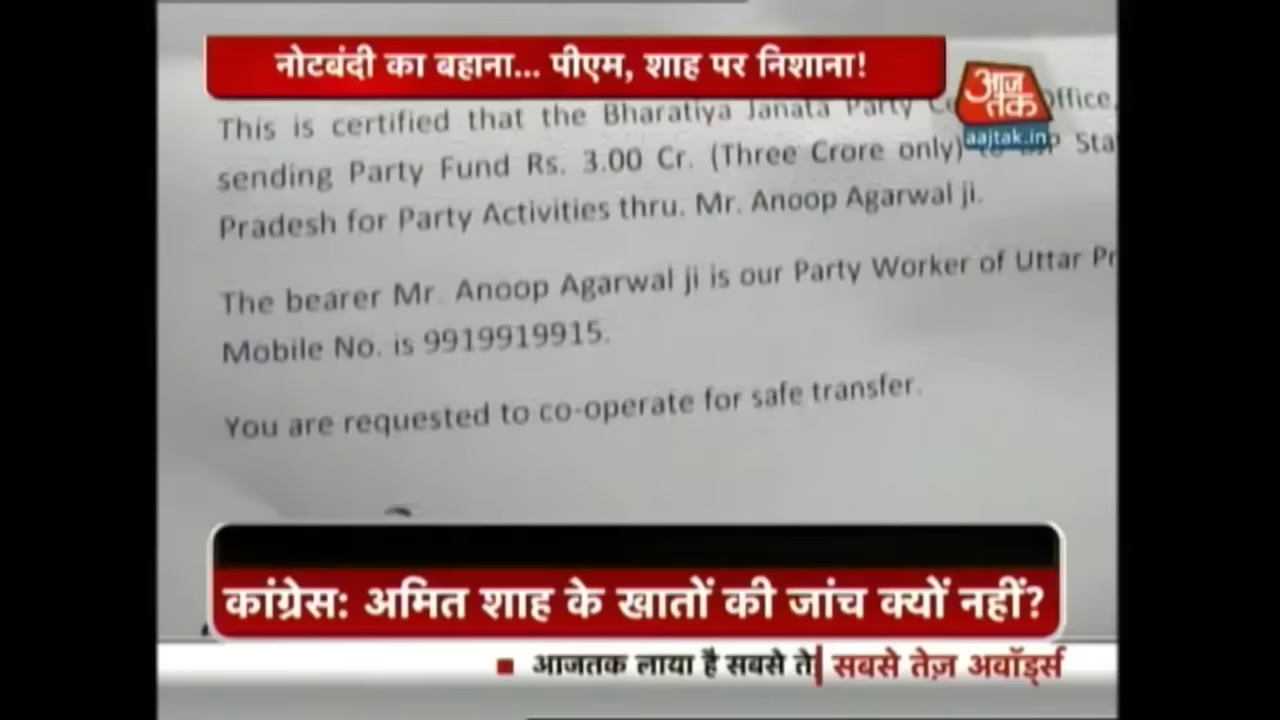 नोटबंदी का बहाना... पीएम, शाह पर निशाना!
आज
तक
aajtak.in
This is certified that the Bharatiya Janata Party
sending Party Fund Rs. 3.00 Cr. (Three Crore only)
Pradesh for Party Activities thru. Mr. Anoop Agarwal ji.
The bearer Mr. Anoop Agarwal ji is our Party Worker of Uttar
Mobile No. is 9919919915.
You are requested to co-operate for safe transfer.
कांग्रेस: अमित शाह के खातों की जांच क्यों नहीं?
आजतक लाया है सबसे ते
सबसे तेज़ अवॉर्ड्स